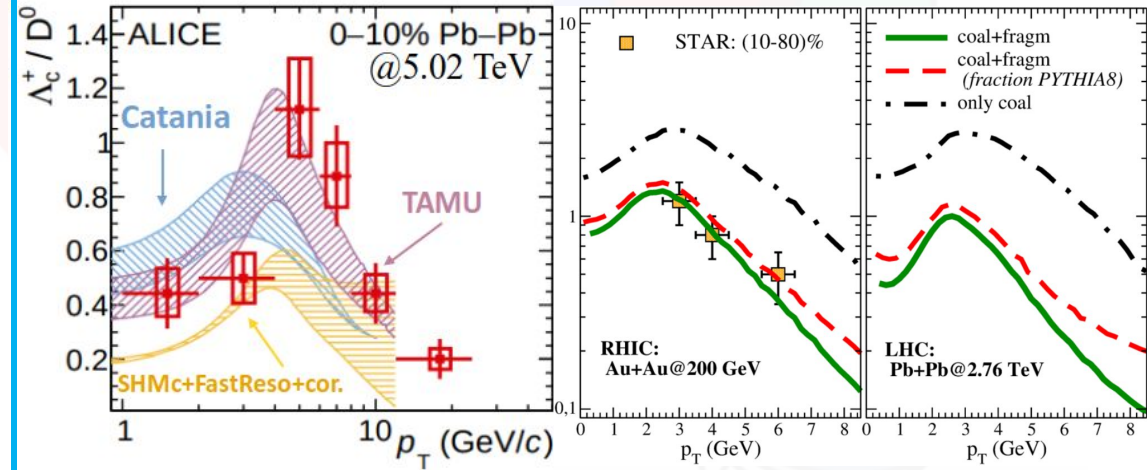 Λc+ / D0
1.4
1.2
1
0.8
0.6
0.4
0.2
ALICE
0–10% Pb–Pb
@5.02 TeV
Catania
TAMU
SHMc+FastReso+cor.
1
10
pT (GeV/c)
10
1
0,1
STAR: (10-80)%
RHIC:
Au+Au@200 GeV
0 1 2 3 4 5 6 7 8
pT (GeV)
coal+fragm
coal+fragm
(fraction PYTHIA8)
only coal
LHC:
Pb+Pb@2.76 TeV
0 1 2 3 4 5 6 7 8
pT (GeV)